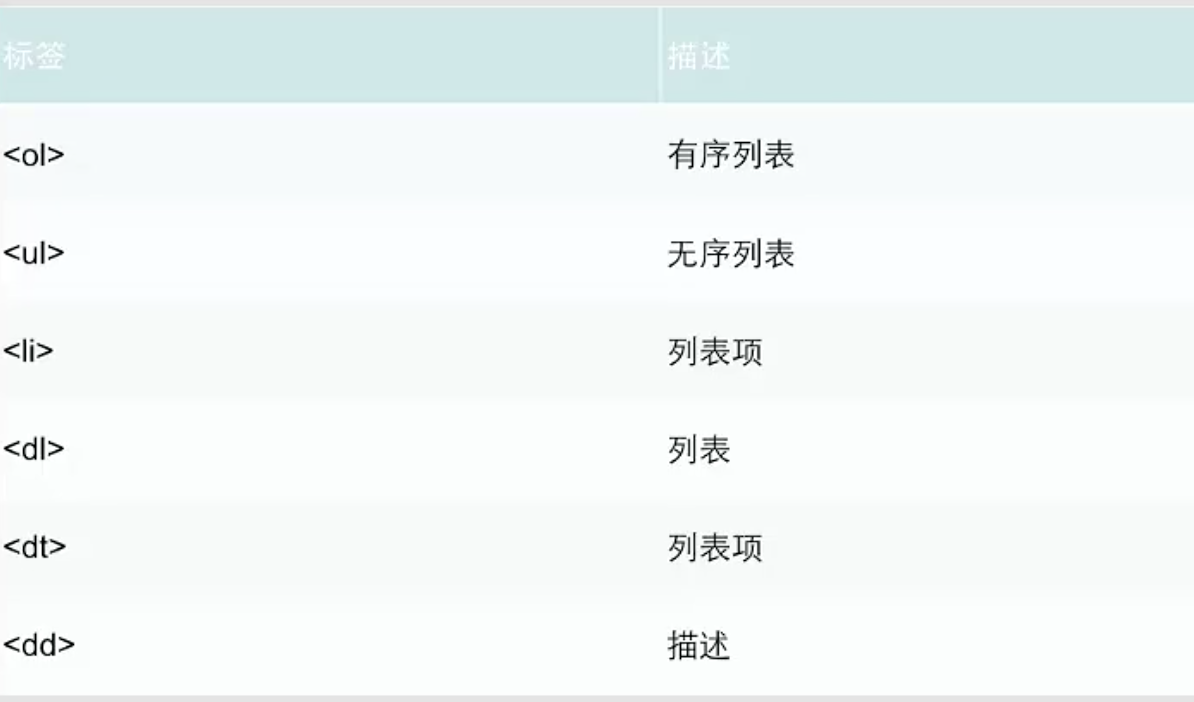 标签 描述
<ol> 有序列表
<ul> 无序列表
<li> 列表项
<dl> 列表
<dt> 列表项
<dd> 描述